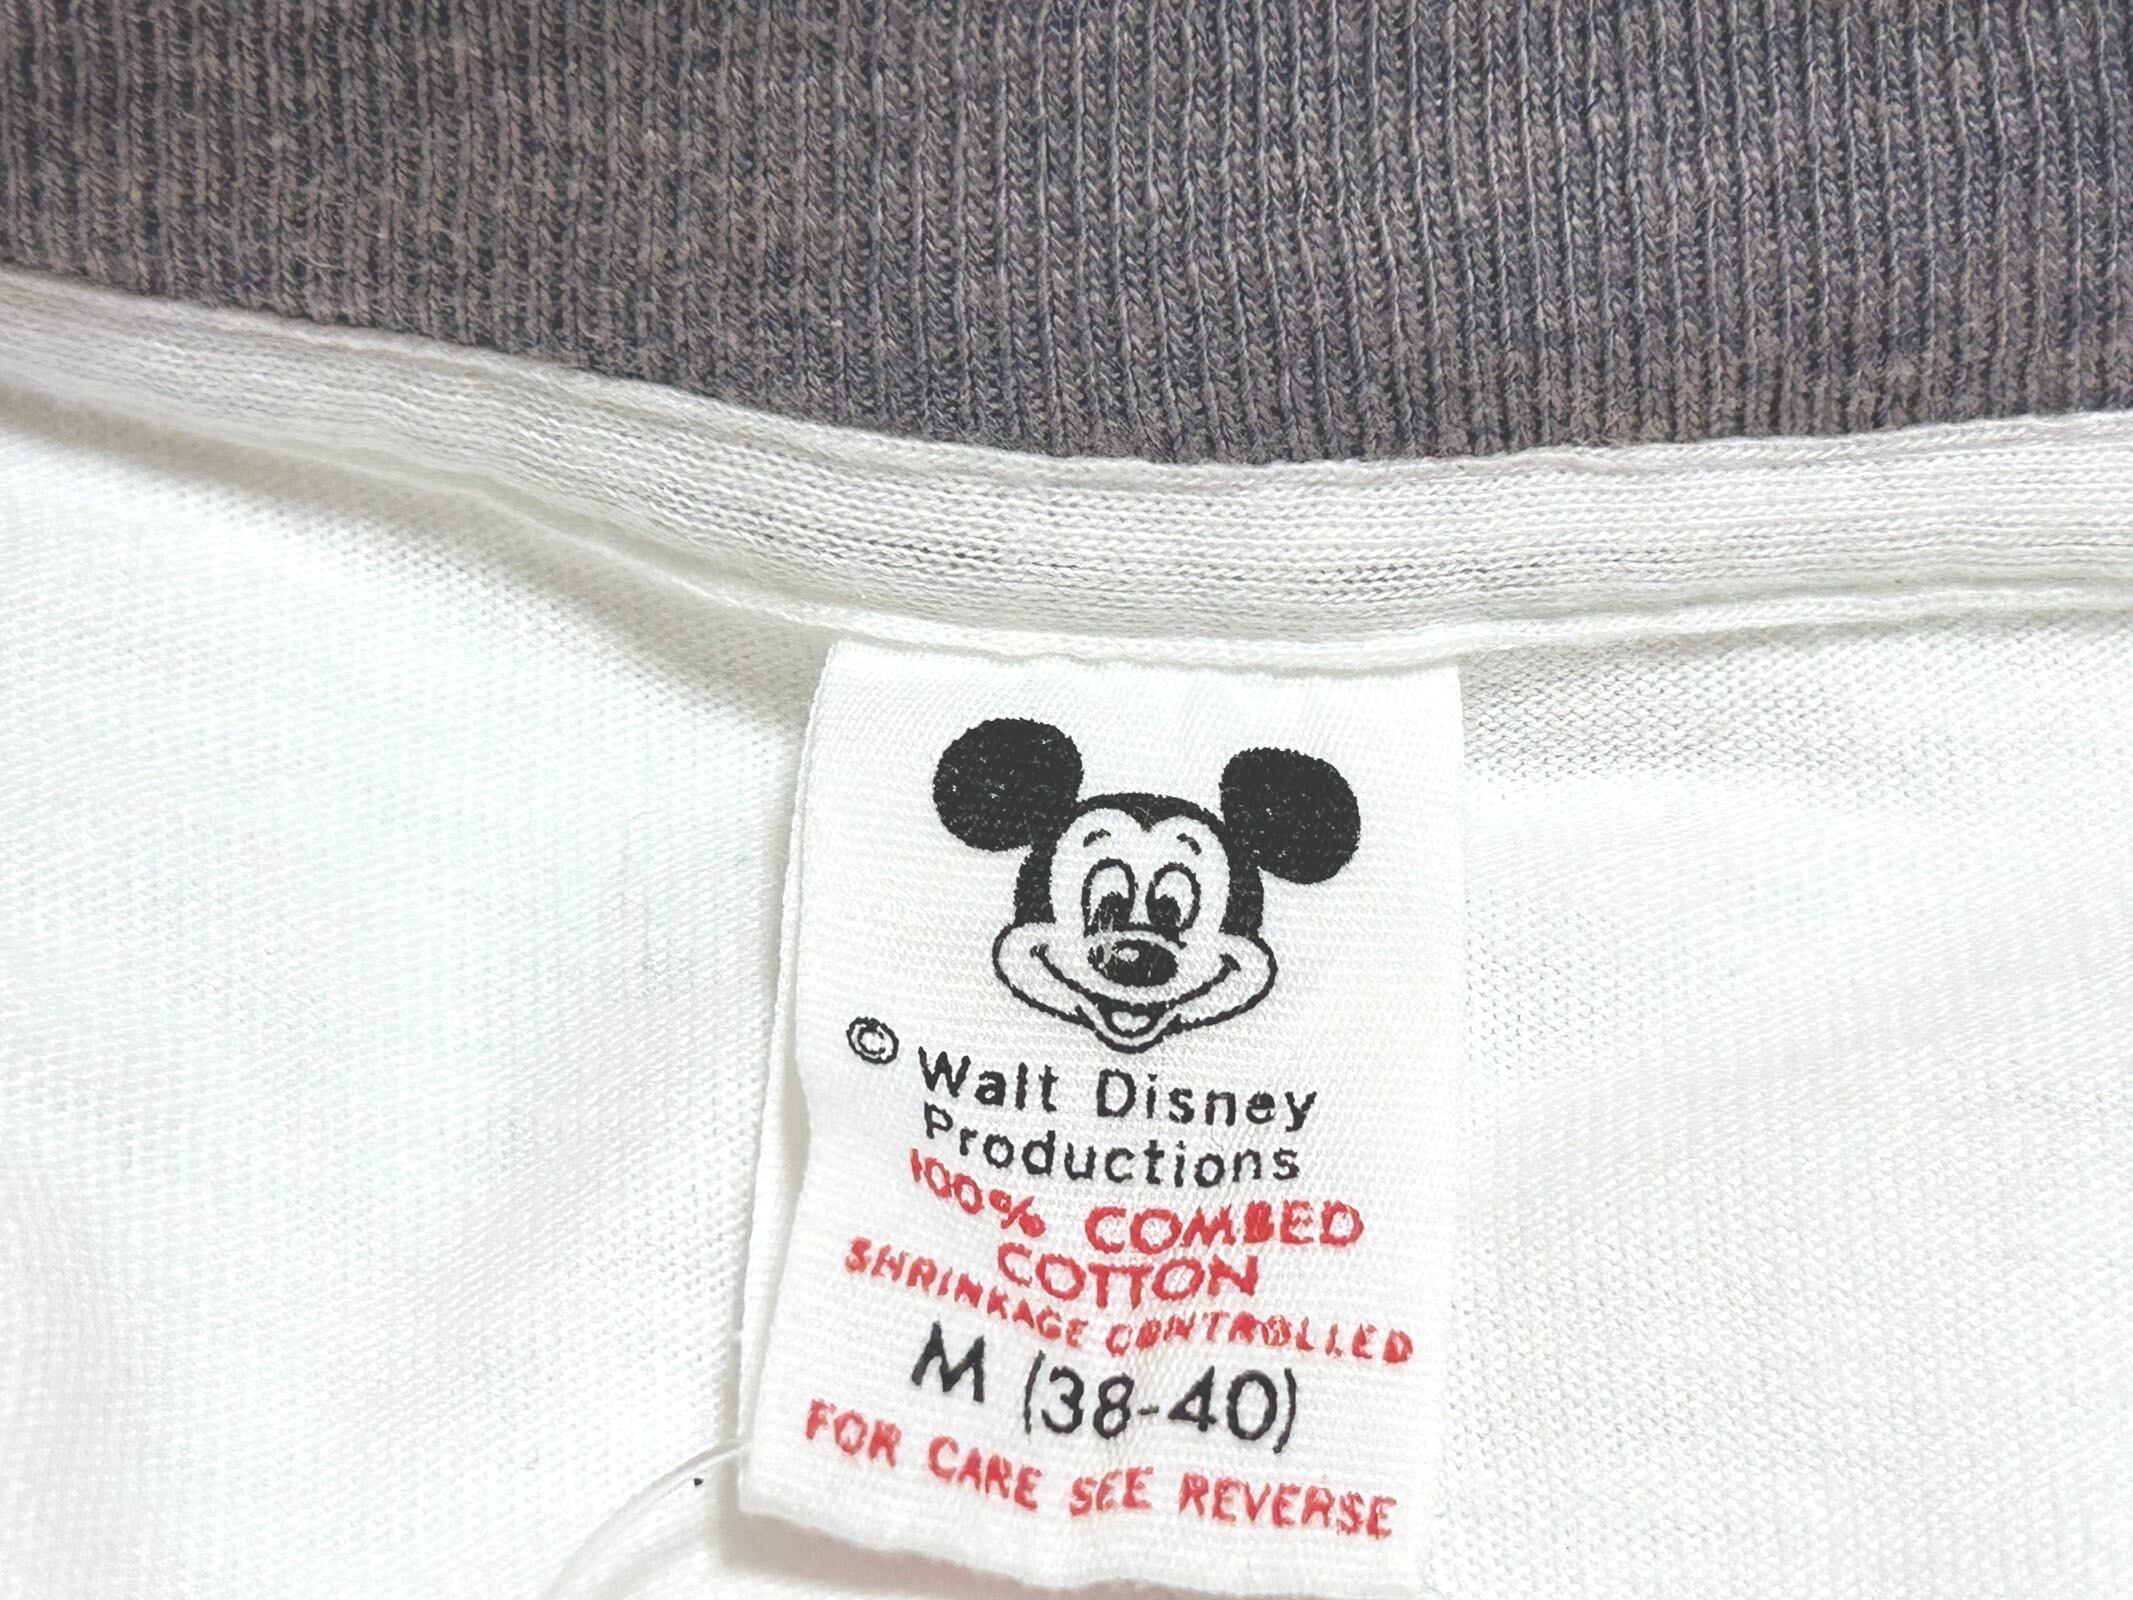 © Walt Disney
Productions
100% COMBED
COTTON
SHRINKAGE CONTROLLED
M (38-40)
FOR CARE SEE REVERSE